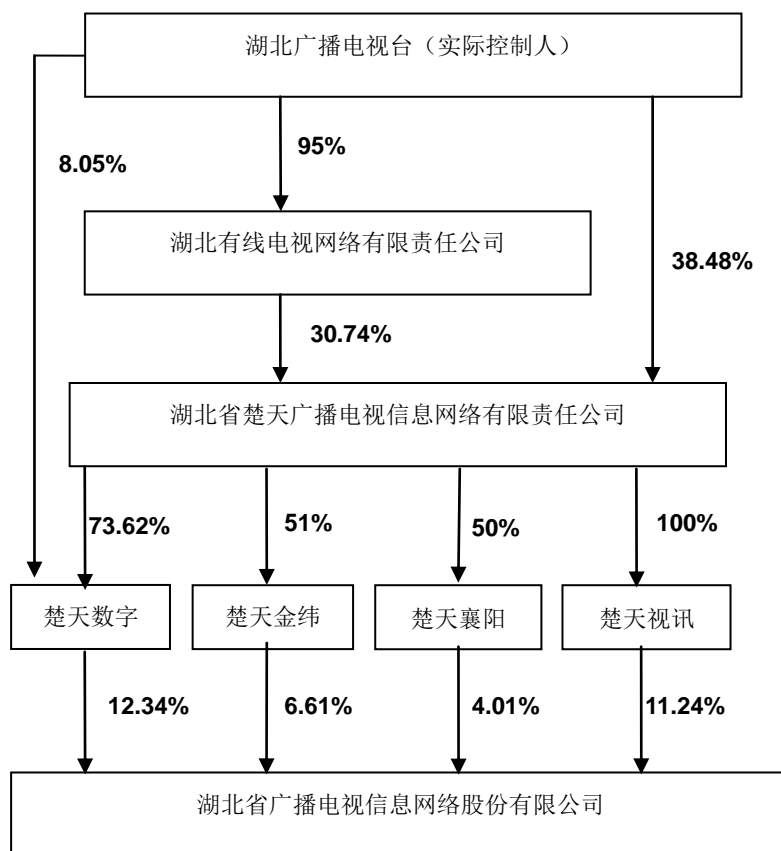 湖北广播电视台（实际控制人）
95%
8.05%
湖北有线电视网络有限责任公司
38.48%
30.74%
湖北省楚天广播电视信息网络有限责任公司
73.62%
51%
50%
100%
楚天数字
楚天金纬
楚天襄阳
楚天视讯
12.34%
6.61%
4.01%
11.24%
湖北省广播电视信息网络股份有限公司